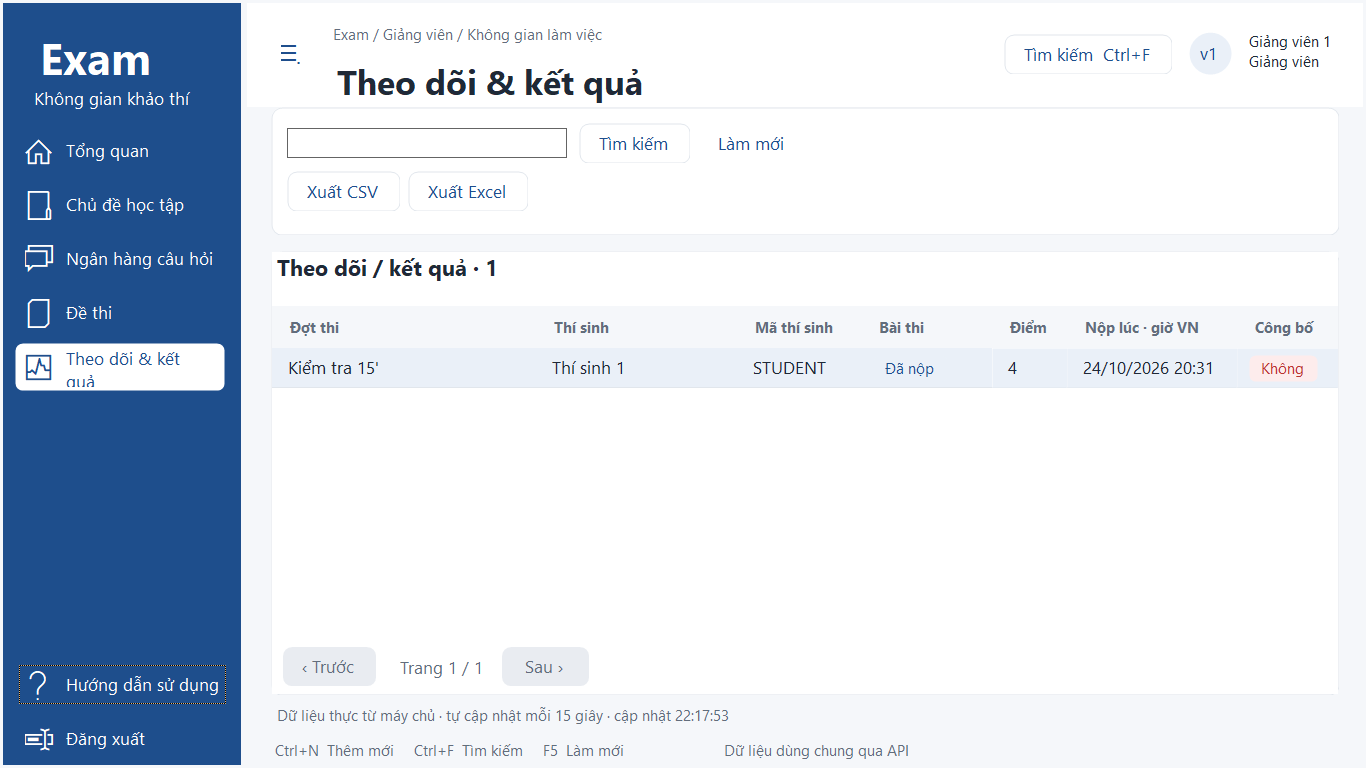 Exam
Không gian khảo thí
Tổng quan
Chủ đề học tập
Ngân hàng câu hỏi
Đề thi
Theo dõi & kết
quả
Hướng dẫn sử dụng
Đăng xuất
Exam / Giảng viên / Không gian làm việc
Theo dõi & kết quả
Tìm kiếm Ctrl+F
v1
Giảng viên 1
Giảng viên
Tìm kiếm
Làm mới
Xuất CSV
Xuất Excel
Theo dõi / kết quả · 1
Đợt thi Thí sinh Mã thí sinh Bài thi Điểm Nộp lúc · giờ VN Công bố
Kiểm tra 15' Thí sinh 1 STUDENT Đã nộp 4 24/10/2026 20:31 Không
‹ Trước Trang 1 / 1 Sau ›
Dữ liệu thực từ máy chủ · tự cập nhật mỗi 15 giây · cập nhật 22:17:53
Ctrl+N Thêm mới Ctrl+F Tìm kiếm F5 Làm mới Dữ liệu dùng chung qua API